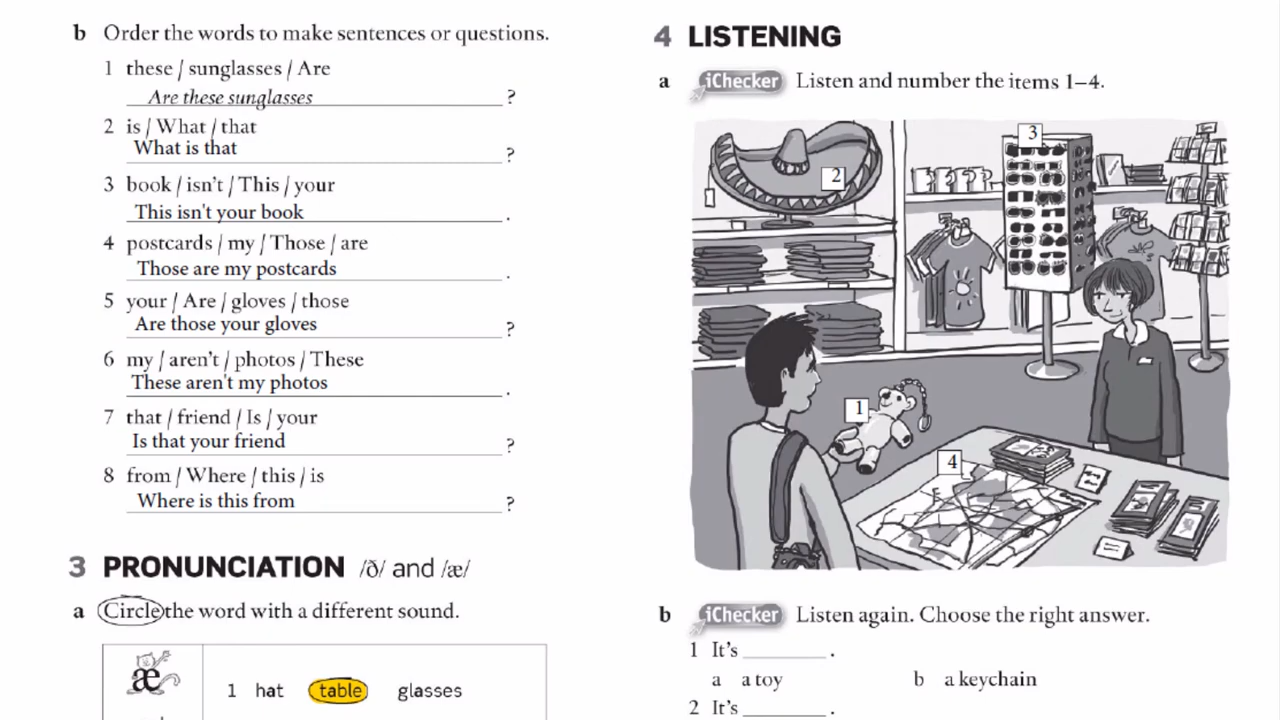 b Order the words to make sentences or questions.
1 these / sunglasses / Are
Are these sunglasses ?
2 is / What / that
What is that ?
3 book / isn't / This / your
This isn't your book .
4 postcards / my / Those / are
Those are my postcards .
5 your / Are / gloves / those
Are those your gloves ?
6 my / aren't / photos / These
These aren't my photos .
7 that / friend / Is / your
Is that your friend ?
8 from / Where / this / is
Where is this from ?
3 PRONUNCIATION /ð/ and /æ/
a Circle the word with a different sound.
æ
1 hat table glasses
4 LISTENING
a iChecker Listen and number the items 1–4.
3
2
1
4
b iChecker Listen again. Choose the right answer.
1 It's ________ .
a a toy b a keychain
2 It's ________ .